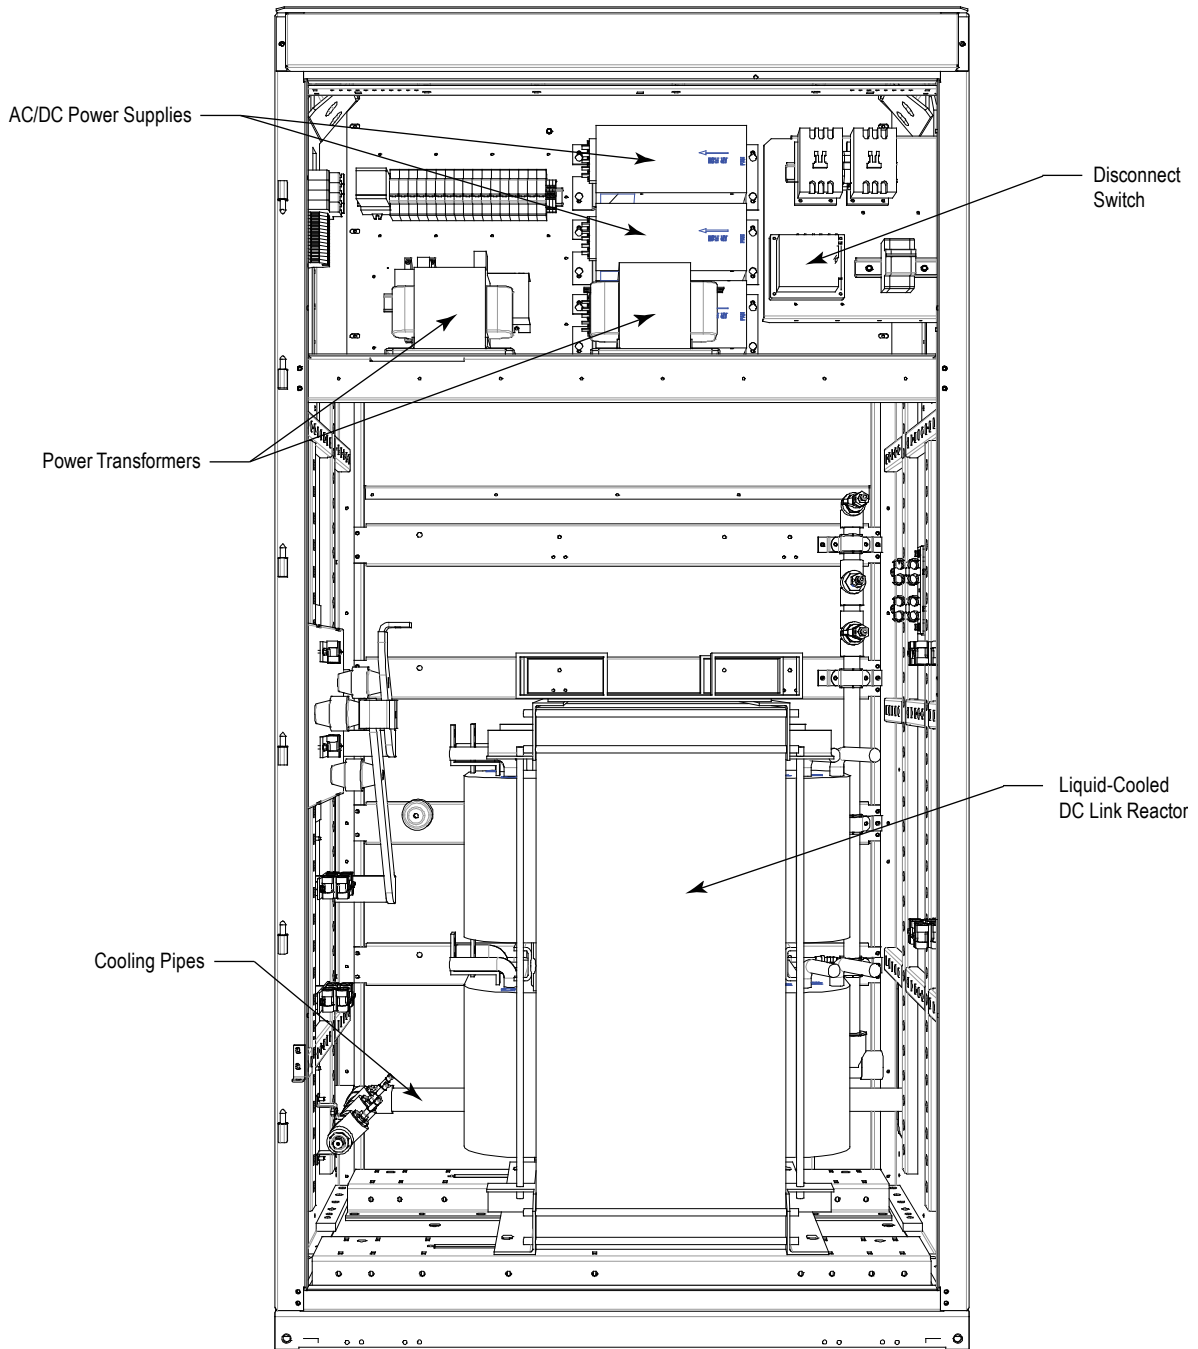 AC/DC Power Supplies
Disconnect
Switch
Power Transformers
Liquid-Cooled
DC Link Reactor
Cooling Pipes